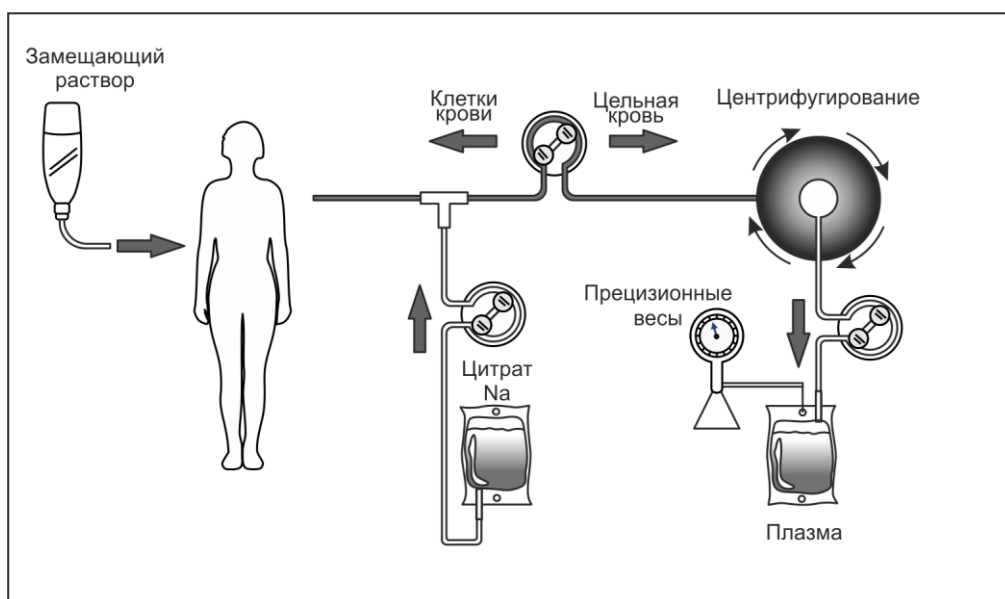 Замещающий
раствор
Клетки
крови
Цельная
кровь
Центрифугирование
Прецизионные
весы
Цитрат
Na
Плазма